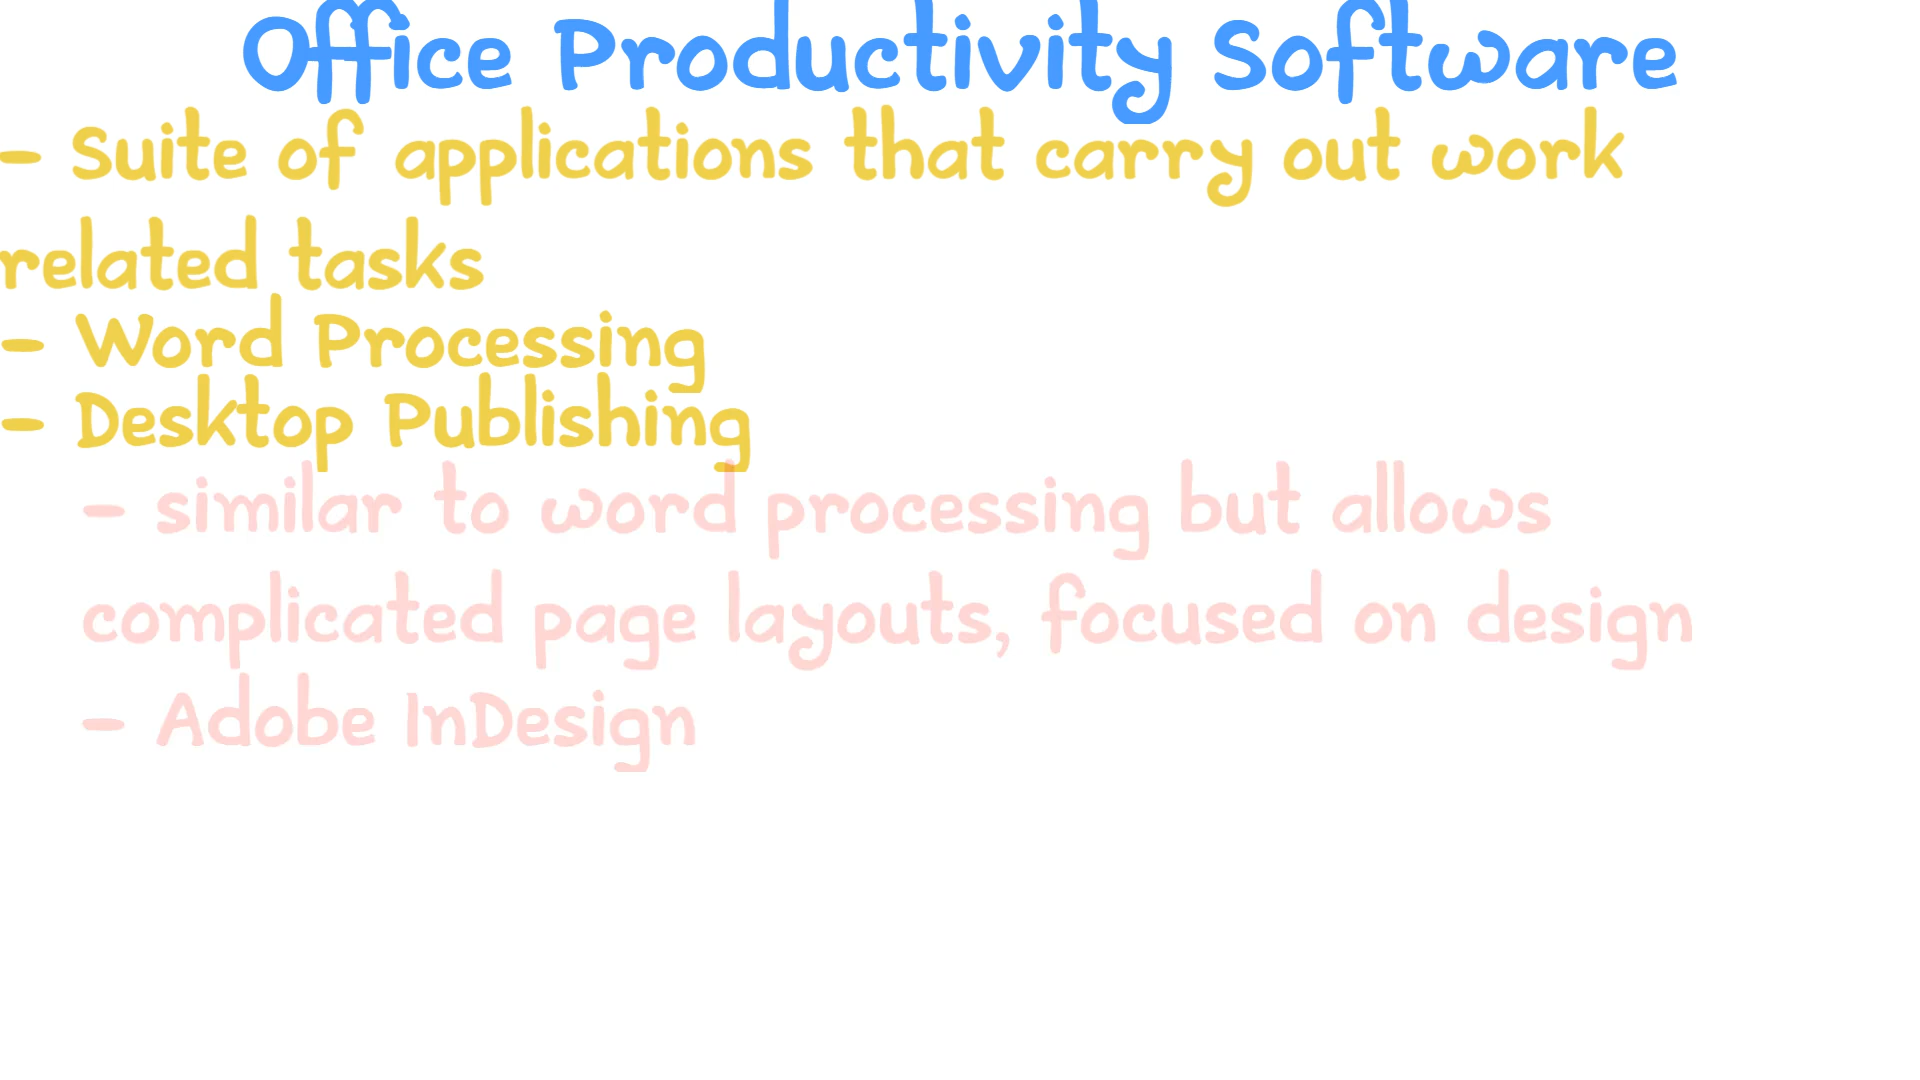 Office Productivity Software
- Suite of applications that carry out work
related tasks
- Word Processing
- Desktop Publishing
- similar to word processing but allows
complicated page layouts, focused on design
- Adobe InDesign